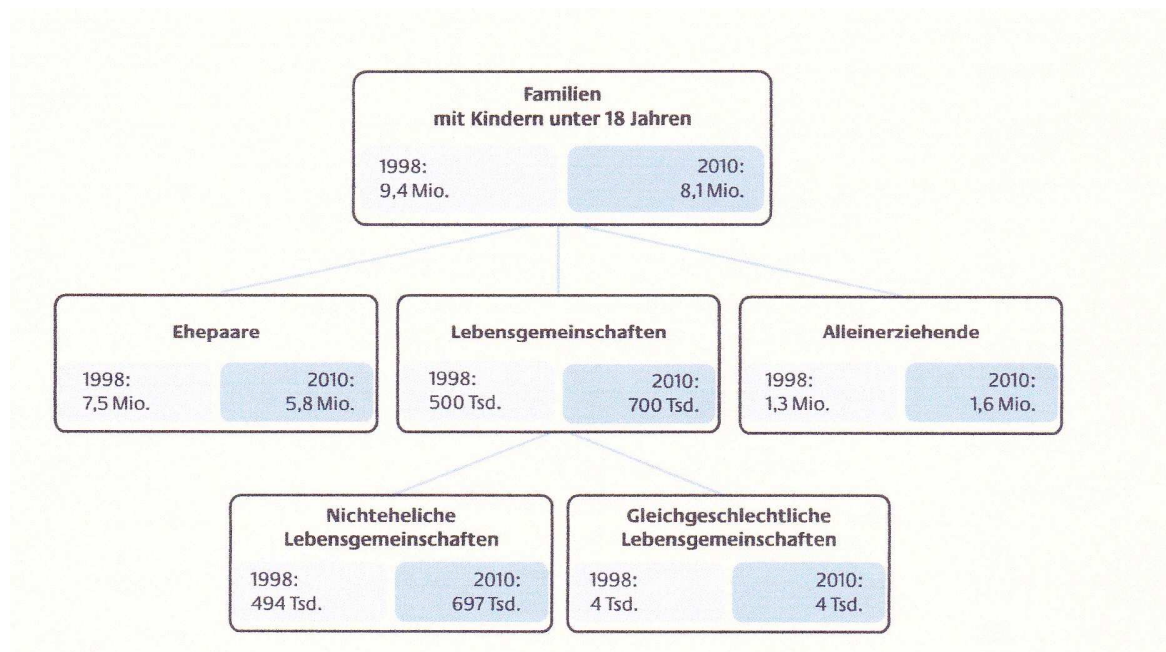 Familien
mit Kindern unter 18 Jahren
1998:
9,4 Mio.
2010:
8,1 Mio.
Ehepaare
1998:
7,5 Mio.
2010:
5,8 Mio.
Lebensgemeinschaften
1998:
500 Tsd.
2010:
700 Tsd.
Alleinerziehende
1998:
1,3 Mio.
2010:
1,6 Mio.
Nichteheliche
Lebensgemeinschaften
1998:
494 Tsd.
2010:
697 Tsd.
Gleichgeschlechtliche
Lebensgemeinschaften
1998:
4 Tsd.
2010:
4 Tsd.